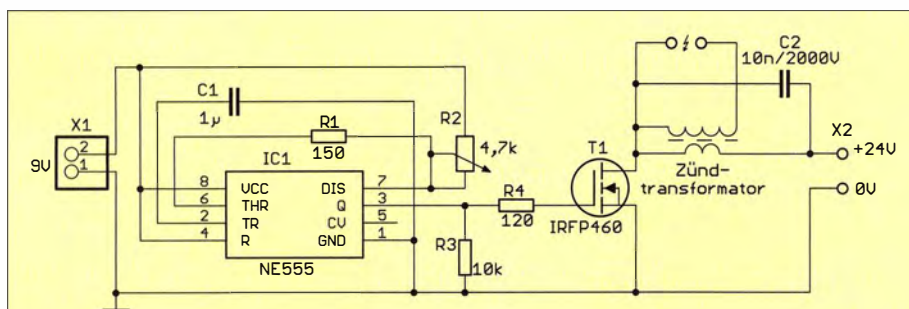 C2
10n/2000V
C1
1µ
R2
4,7k
X1
2
1
9V
R1
150
IC1
8 VCC DIS 7
6 THR Q 3
2 TR CV 5
4 R GND 1
NE555
R3
10k
R4
120
T1
IRFP460
Zünd-
transformator
X2
+24V
0V